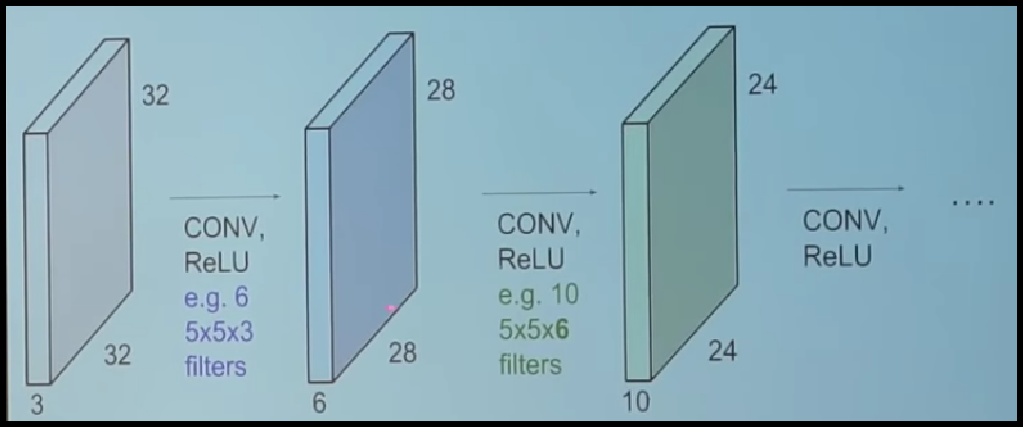 32
32
3
CONV,
ReLU
e.g. 6
5x5x3
filters
28
28
6
CONV,
ReLU
e.g. 10
5x5x6
filters
24
24
10
CONV,
ReLU
....